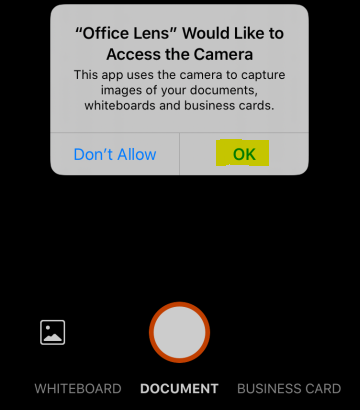 “Office Lens” Would Like to
Access the Camera
This app uses the camera to capture
images of your documents,
whiteboards and business cards.
Don’t Allow
OK
WHITEBOARD
DOCUMENT
BUSINESS CARD